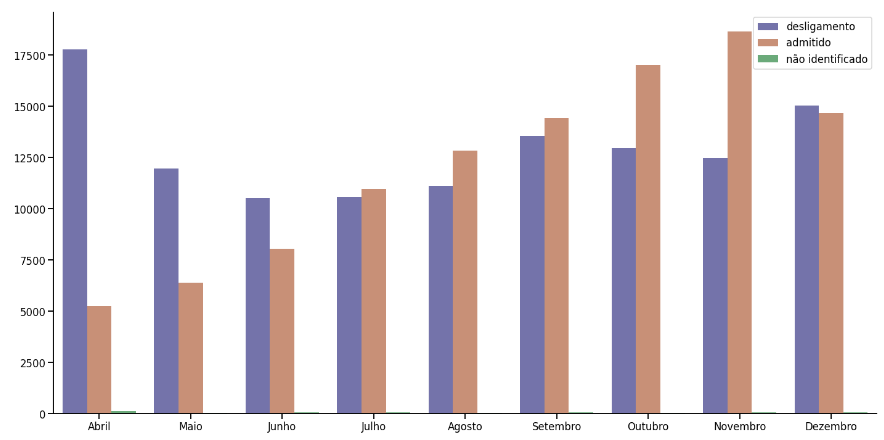 desligamento
admitido
não identificado
17500
15000
12500
10000
7500
5000
2500
0
Abril Maio Junho Julho Agosto Setembro Outubro Novembro Dezembro